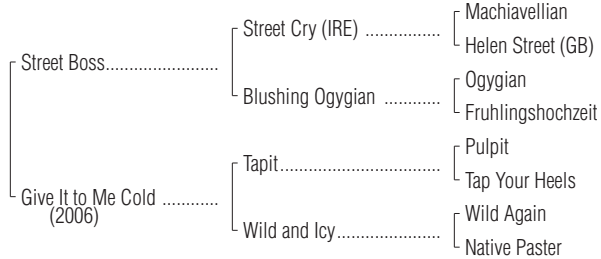 Machiavellian
Street Cry (IRE) ..................
Helen Street (GB)
Street Boss...........................
Ogygian
Blushing Ogygian .............
Fruhlingshochzeit
Pulpit
Tapit......................................
Tap Your Heels
Give It to Me Cold .............
(2006)
Wild Again
Wild and Icy.........................
Native Paster